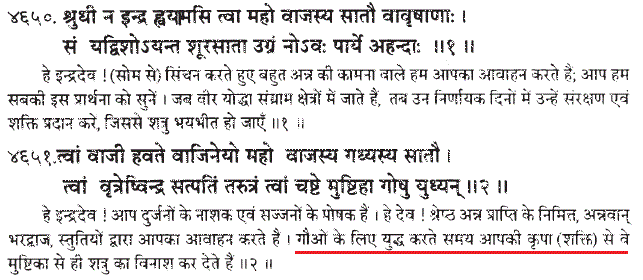 ४६५०. श्रुधी न इन्द्र ह्वयामसि त्वा महो वाजस्य सातौ वावृषाणाः ।
सं यद्विशोऽयन्त शूरसाता उग्रं नोऽवः पार्ये अहन्दाः ॥१ ॥
हे इन्द्रदेव ! (सोम से) सिंचन करते हुए बहुत अन्न की कामना वाले हम आपका आवाहन करते है; आप हम
सबकी इस प्रार्थना को सुनें । जब वीर योद्धा संग्राम क्षेत्रों में जाते हैं, तब उन निर्णायक दिनों में उन्हें संरक्षण एवं
शक्ति प्रदान करे, जिससे शत्रु भयभीत हो जाएँ ॥१ ॥
४६५१. त्वां वाजी हवते वाजिनेयो महो वाजस्य गध्यस्य सातौ ।
त्वां वृत्रेष्विन्द्र सत्पतिं तरुत्रं त्वां चष्टे मुष्टिहा गोषु युध्यन् ॥२ ॥
हे इन्द्रदेव ! आप दुर्जनों के नाशक एवं सज्जनों के पोषक हैं । हे देव ! श्रेष्ठ अन्न प्राप्ति के निमित्त, अन्नवान्
भरद्वाज, स्तुतियों द्वारा आपका आवाहन करते है । गौओं के लिए युद्ध करते समय आपकी कृपा (शक्ति) से वे
मुष्टिका से ही शत्रु का विनाश कर देते हैं ॥२ ॥